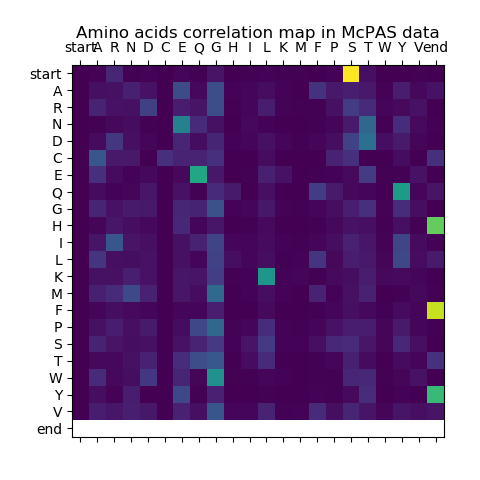 Amino acids correlation map in McPAS data
start A R N D C E Q G H I L K M F P S T W Y V end
start
A
R
N
D
C
E
Q
G
H
I
L
K
M
F
P
S
T
W
Y
V
end